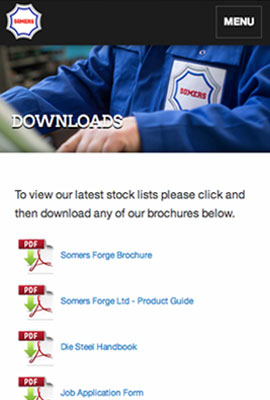 SOMERS
MENU
SOMERS
DOWNLOADS
To view our latest stock lists please click and
then download any of our brochures below.
PDF
Somers Forge Brochure
PDF
Somers Forge Ltd - Product Guide
PDF
Die Steel Handbook
PDF
Job Application Form